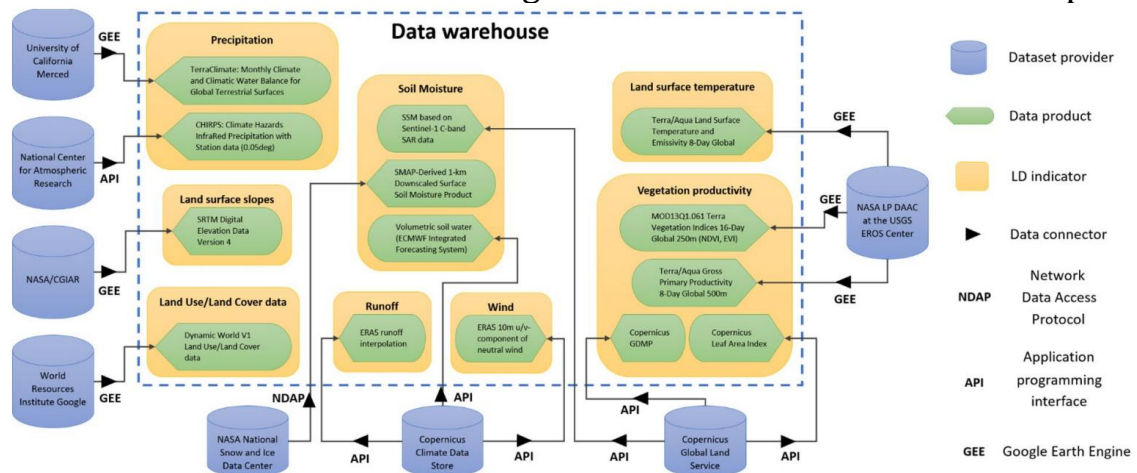 Data warehouse
University of
California
Merced
GEE
National Center
for Atmospheric
Research
API
NASA/CGIAR
GEE
World
Resources
Institute Google
GEE
Precipitation
TerraClimate: Monthly Climate
and Climatic Water Balance for
Global Terrestrial Surfaces
CHIRPS: Climate Hazards
InfraRed Precipitation with
Station data (0.05deg)
Land surface slopes
SRTM Digital
Elevation Data
Version 4
Land Use/Land Cover data
Dynamic World V1
Land Use/Land Cover
data
Soil Moisture
SSM based on
Sentinel-1 C-band
SAR data
SMAP-Derived 1-km
Downscaled Surface
Soil Moisture Product
Volumetric soil water
(ECMWF Integrated
Forecasting System)
Runoff
ERA5 runoff
interpolation
Wind
ERA5 10m u/v-
component of
neutral wind
Land surface temperature
Terra/Aqua Land Surface
Temperature and
Emissivity 8-Day Global
Vegetation productivity
MOD13Q1.061 Terra
Vegetation Indices 16-Day
Global 250m (NDVI, EVI)
Terra/Aqua Gross
Primary Productivity
8-Day Global 500m
Copernicus
GDMP
Copernicus
Leaf Area Index
GEE
GEE
GEE
NASA LP DAAC
at the USGS
EROS Center
NDAP
NASA National
Snow and Ice
Data Center
API
API
API
Copernicus
Climate Data
Store
API
API
API
Copernicus
Global Land
Service
Dataset provider
Data product
LD indicator
Data connector
NDAP
Network
Data Access
Protocol
API
Application
programming
interface
GEE
Google Earth Engine